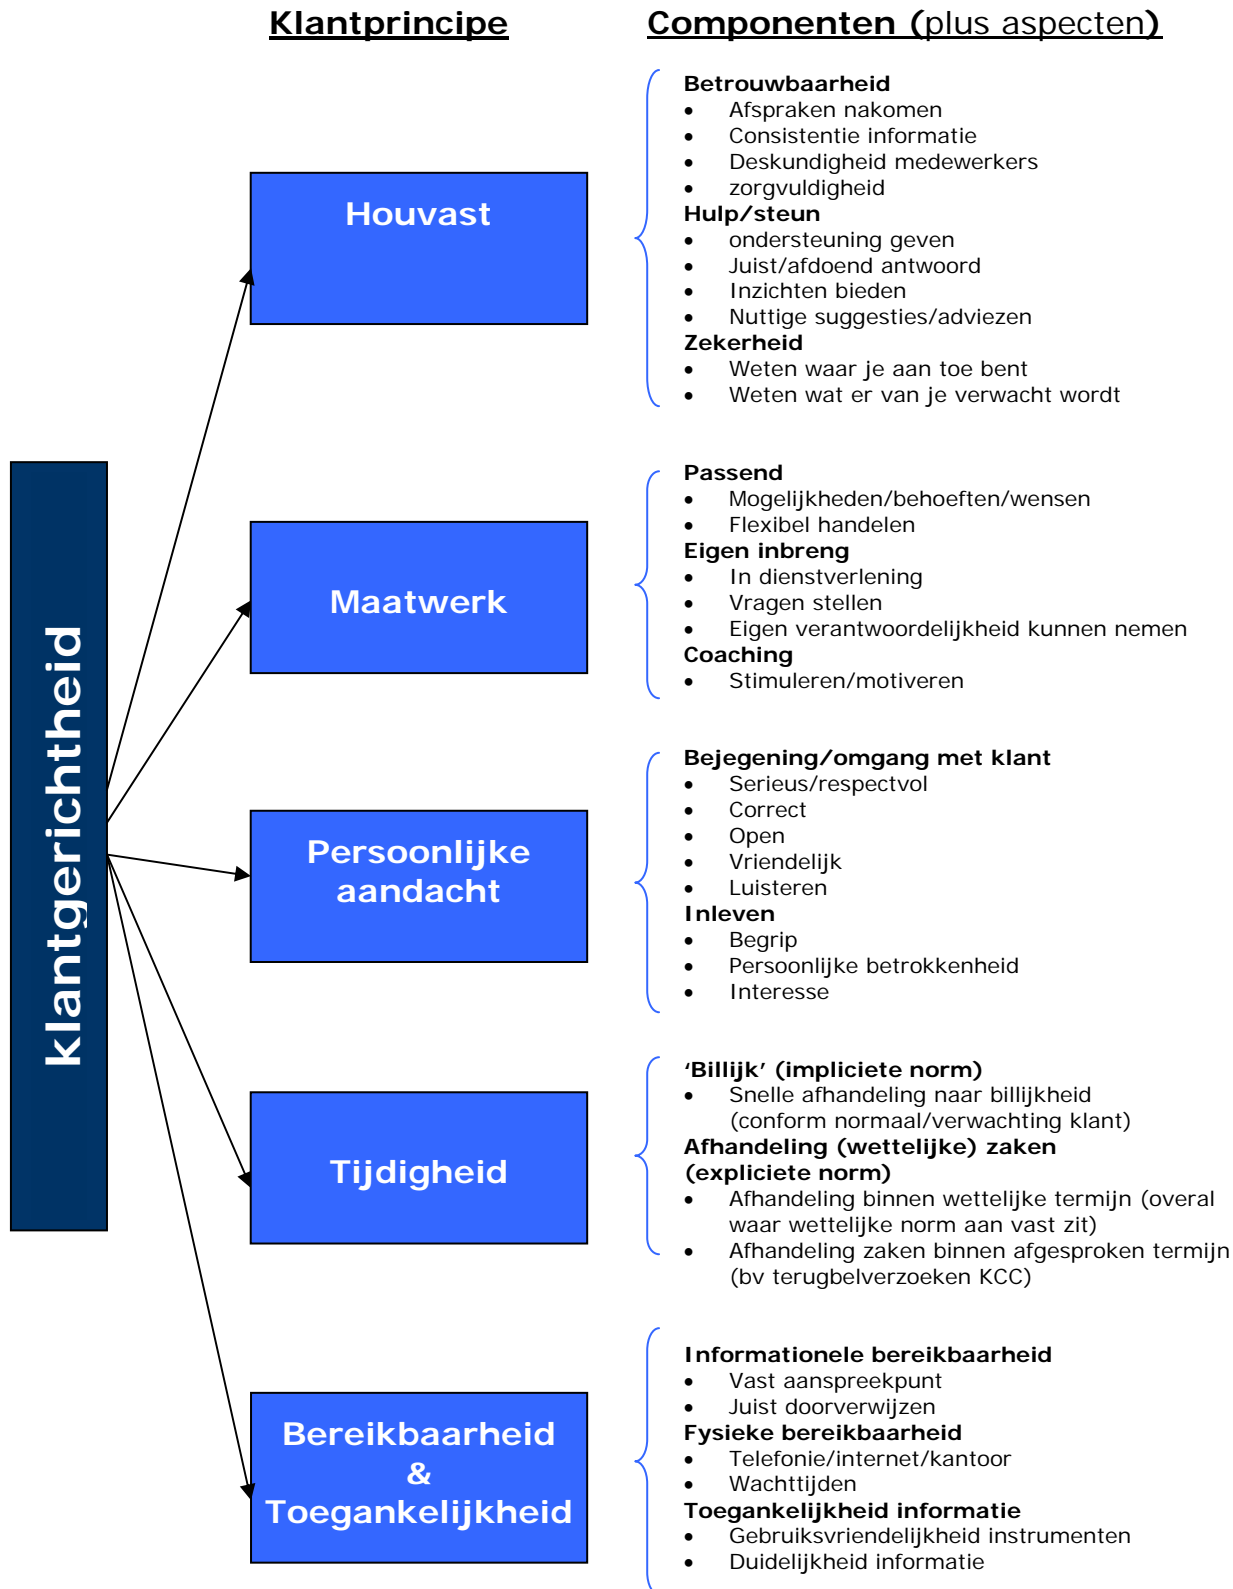 Klantprincipe
Componenten (plus aspecten)
klantgerichtheid
Houvast
Betrouwbaarheid
• Afspraken nakomen
• Consistentie informatie
• Deskundigheid medewerkers
• zorgvuldigheid
Hulp/steun
• ondersteuning geven
• Juist/afdoend antwoord
• Inzichten bieden
• Nuttige suggesties/adviezen
Zekerheid
• Weten waar je aan toe bent
• Weten wat er van je verwacht wordt
Maatwerk
Passend
• Mogelijkheden/behoeften/wensen
• Flexibel handelen
Eigen inbreng
• In dienstverlening
• Vragen stellen
• Eigen verantwoordelijkheid kunnen nemen
Coaching
• Stimuleren/motiveren
Persoonlijke
aandacht
Bejegening/omgang met klant
• Serieus/respectvol
• Correct
• Open
• Vriendelijk
• Luisteren
Inleven
• Begrip
• Persoonlijke betrokkenheid
• Interesse
Tijdigheid
‘Billijk’ (impliciete norm)
• Snelle afhandeling naar billijkheid
(conform normaal/verwachting klant)
Afhandeling (wettelijke) zaken
(expliciete norm)
• Afhandeling binnen wettelijke termijn (overal
waar wettelijke norm aan vast zit)
• Afhandeling zaken binnen afgesproken termijn
(bv terugbelverzoeken KCC)
Bereikbaarheid
&
Toegankelijkheid
Informationele bereikbaarheid
• Vast aanspreekpunt
• Juist doorverwijzen
Fysieke bereikbaarheid
• Telefonie/internet/kantoor
• Wachttijden
Toegankelijkheid informatie
• Gebruiksvriendelijkheid instrumenten
• Duidelijkheid informatie